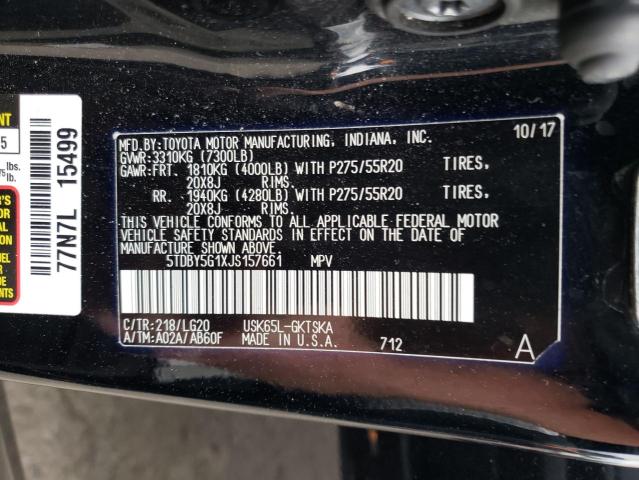 MFD.BY:TOYOTA MOTOR MANUFACTURING, INDIANA, INC. 10/17
GVWR:3310KG (7300LB)
GAWR:FRT. 1810KG (4000LB) WITH P275/55R20 TIRES.
20X8J RIMS.
RR. 1940KG (4280LB) WITH P275/55R20 TIRES.
20X8J RIMS.
THIS VEHICLE CONFORMS TO ALL APPLICABLE FEDERAL MOTOR
VEHICLE SAFETY STANDARDS IN EFFECT ON THE DATE OF
MANUFACTURE SHOWN ABOVE.
5TDBY5G1XJS157661 MPV
C/TR:218/LG20 USK65L-GKTSKA
A/TM:A02A/AB60F MADE IN U.S.A. 712 A
77N7L 15499
5
lbs.
lb.